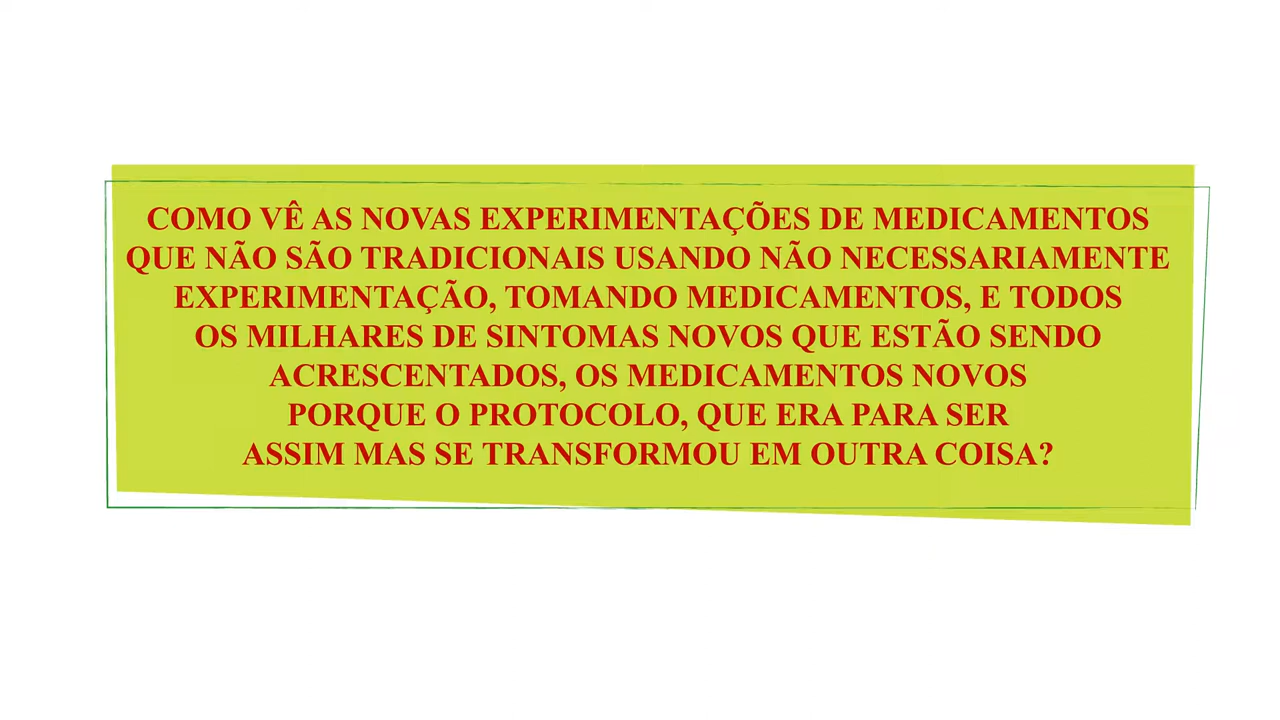 COMO VÊ AS NOVAS EXPERIMENTAÇÕES DE MEDICAMENTOS
QUE NÃO SÃO TRADICIONAIS USANDO NÃO NECESSARIAMENTE
EXPERIMENTAÇÃO, TOMANDO MEDICAMENTOS, E TODOS
OS MILHARES DE SINTOMAS NOVOS QUE ESTÃO SENDO
ACRESCENTADOS, OS MEDICAMENTOS NOVOS
PORQUE O PROTOCOLO, QUE ERA PARA SER
ASSIM MAS SE TRANSFORMOU EM OUTRA COISA?